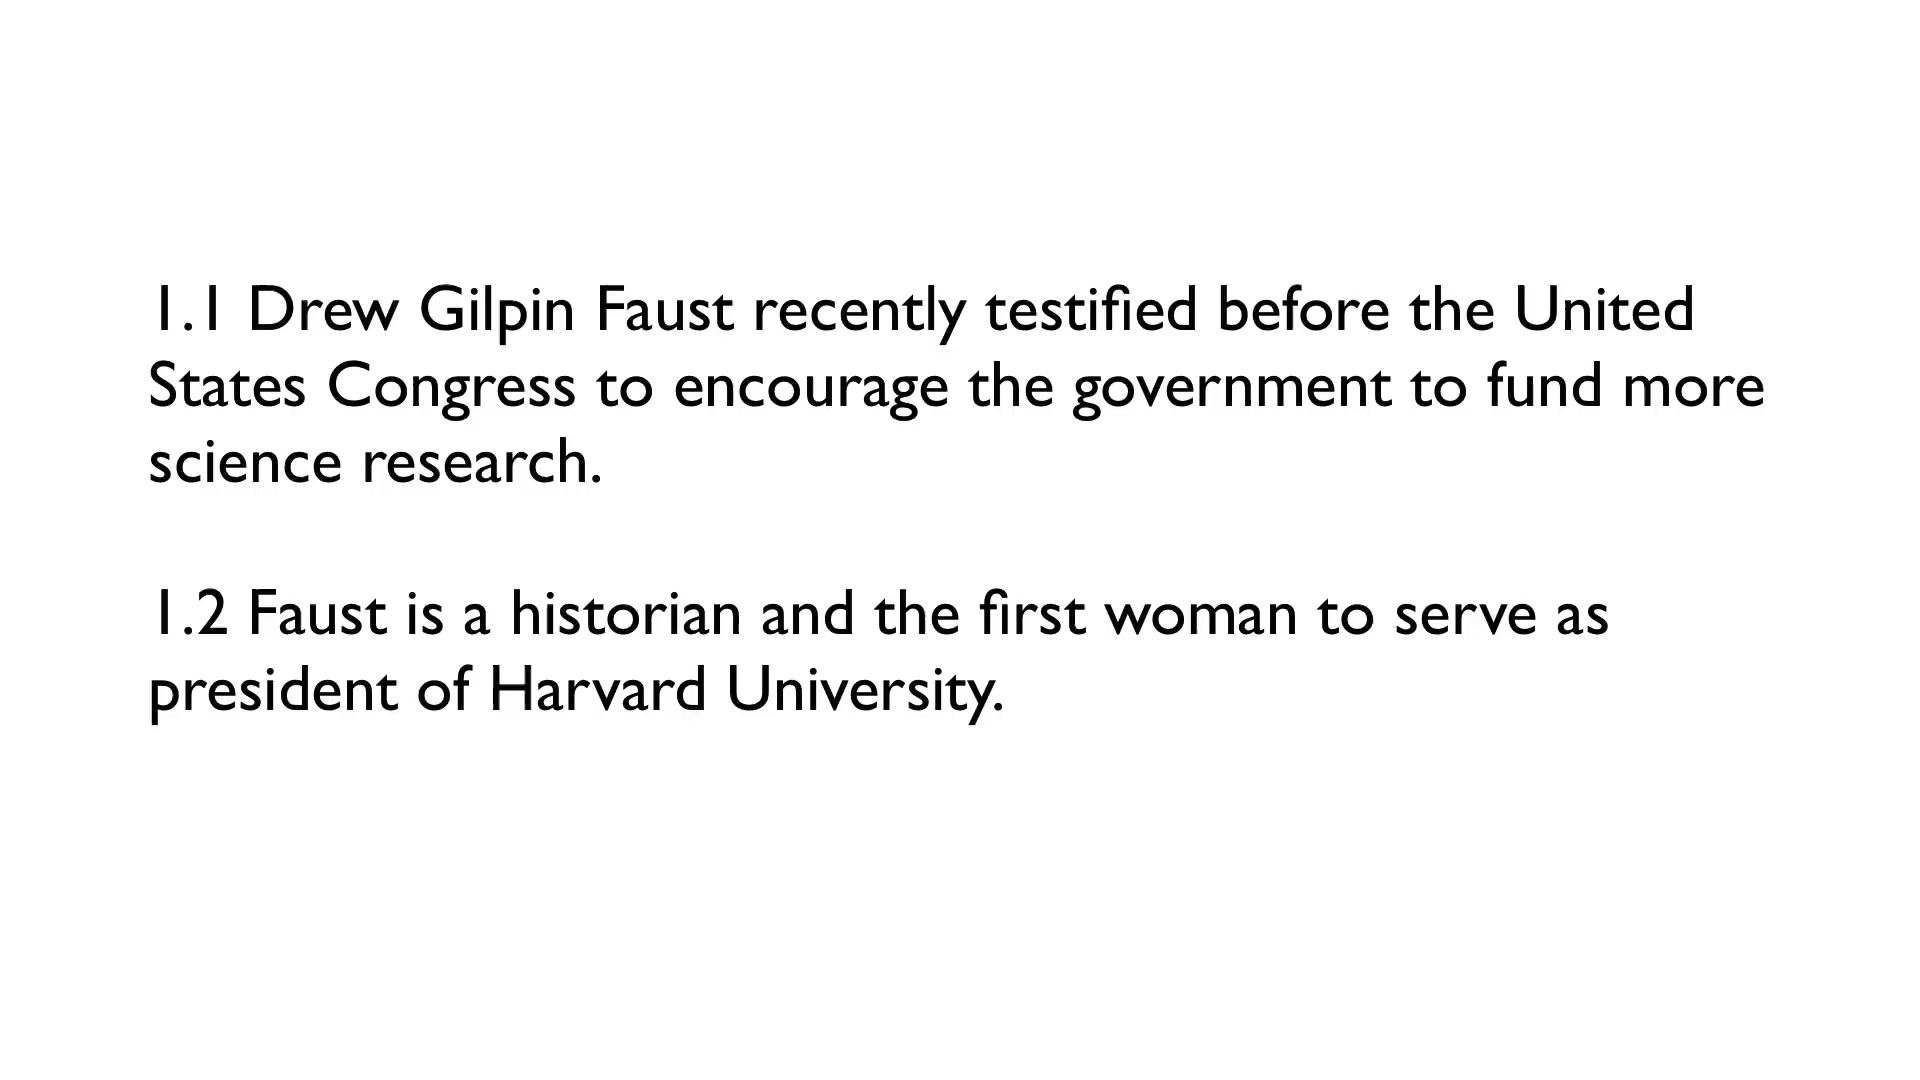 1.1 Drew Gilpin Faust recently testified before the United
States Congress to encourage the government to fund more
science research.
1.2 Faust is a historian and the first woman to serve as
president of Harvard University.